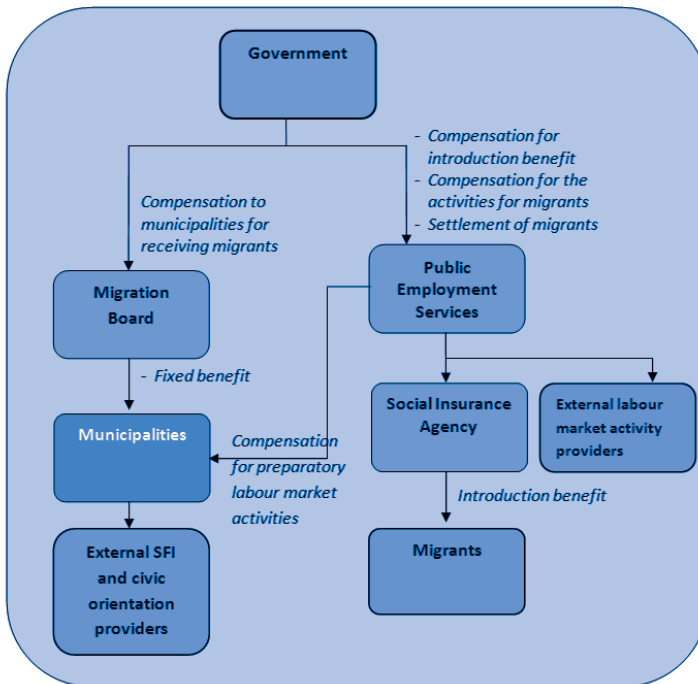 Government
- Compensation for
introduction benefit
- Compensation for the
activities for migrants
- Settlement of migrants
Compensation to
municipalities for
receiving migrants
Public
Employment
Services
Migration
Board
- Fixed benefit
Social Insurance
Agency
External labour
market activity
providers
Municipalities
Compensation
for preparatory
labour market
activities
Introduction benefit
External SFI
and civic
orientation
providers
Migrants